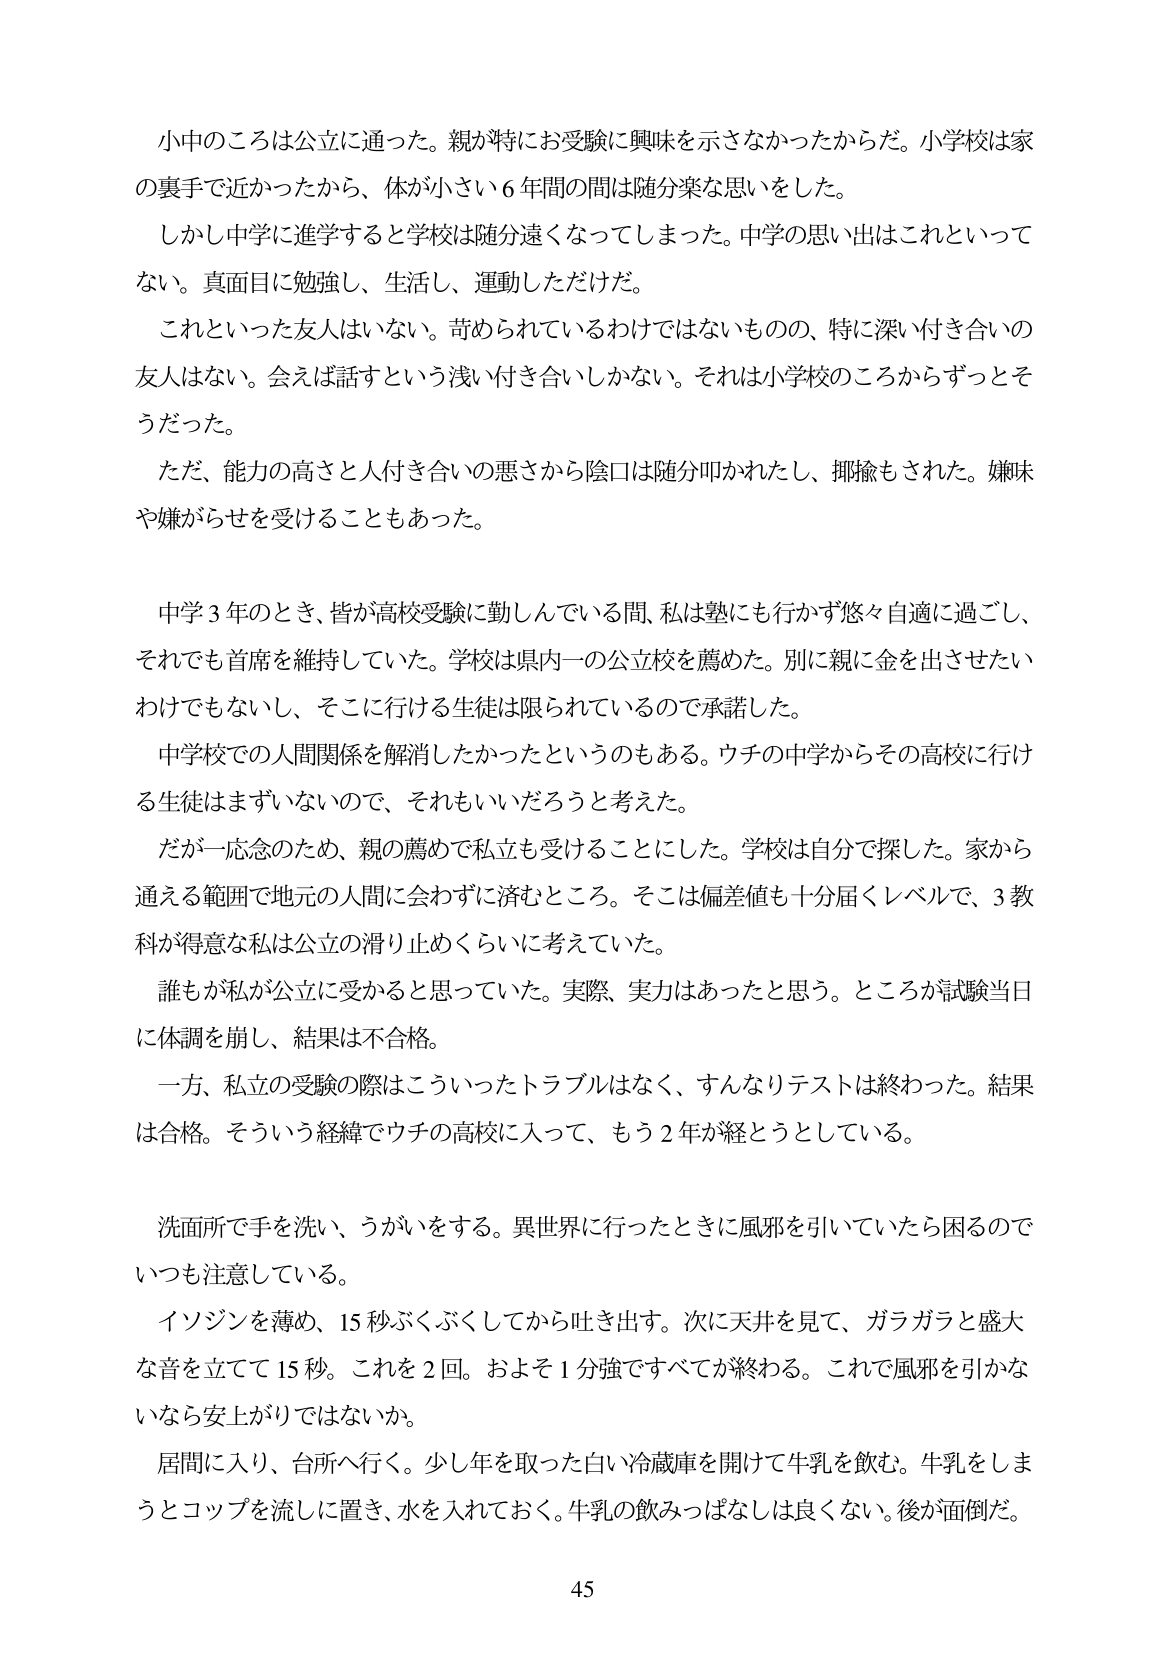 小中のころは公立に通った。親が特にお受験に興味を示さなかったからだ。小学校は家
の裏手で近かったから、体が小さい 6 年間の間は随分楽な思いをした。
しかし中学に進学すると学校は随分遠くなってしまった。中学の思い出はこれといって
ない。真面目に勉強し、生活し、運動しただけだ。
これといった友人はいない。苛められているわけではないものの、特に深い付き合いの
友人はない。会えば話すという浅い付き合いしかない。それは小学校のころからずっとそ
うだった。
ただ、能力の高さと人付き合いの悪さから陰口は随分叩かれたし、揶揄もされた。嫌味
や嫌がらせを受けることもあった。
中学 3 年のとき、皆が高校受験に勤しんでいる間、私は塾にも行かず悠々自適に過ごし、
それでも首席を維持していた。学校は県内一の公立校を薦めた。別に親に金を出させたい
わけでもないし、そこに行ける生徒は限られているので承諾した。
中学校での人間関係を解消したかったというのもある。ウチの中学からその高校に行け
る生徒はまずいないので、それもいいだろうと考えた。
だが一応念のため、親の薦めで私立も受けることにした。学校は自分で探した。家から
通える範囲で地元の人間に会わずに済むところ。そこは偏差値も十分届くレベルで、3 教
科が得意な私は公立の滑り止めくらいに考えていた。
誰もが私が公立に受かると思っていた。実際、実力はあったと思う。ところが試験当日
に体調を崩し、結果は不合格。
一方、私立の受験の際はこういったトラブルはなく、すんなりテストは終わった。結果
は合格。そういう経緯でウチの高校に入って、もう 2 年が経とうとしている。
洗面所で手を洗い、うがいをする。異世界に行ったときに風邪を引いていたら困るので
いつも注意している。
イソジンを薄め、15 秒ぶくぶくしてから吐き出す。次に天井を見て、ガラガラと盛大
な音を立てて 15 秒。これを 2 回。およそ 1 分強ですべてが終わる。これで風邪を引かな
いなら安上がりではないか。
居間に入り、台所へ行く。少し年を取った白い冷蔵庫を開けて牛乳を飲む。牛乳をしま
うとコップを流しに置き、水を入れておく。牛乳の飲みっぱなしは良くない。後が面倒だ。
45